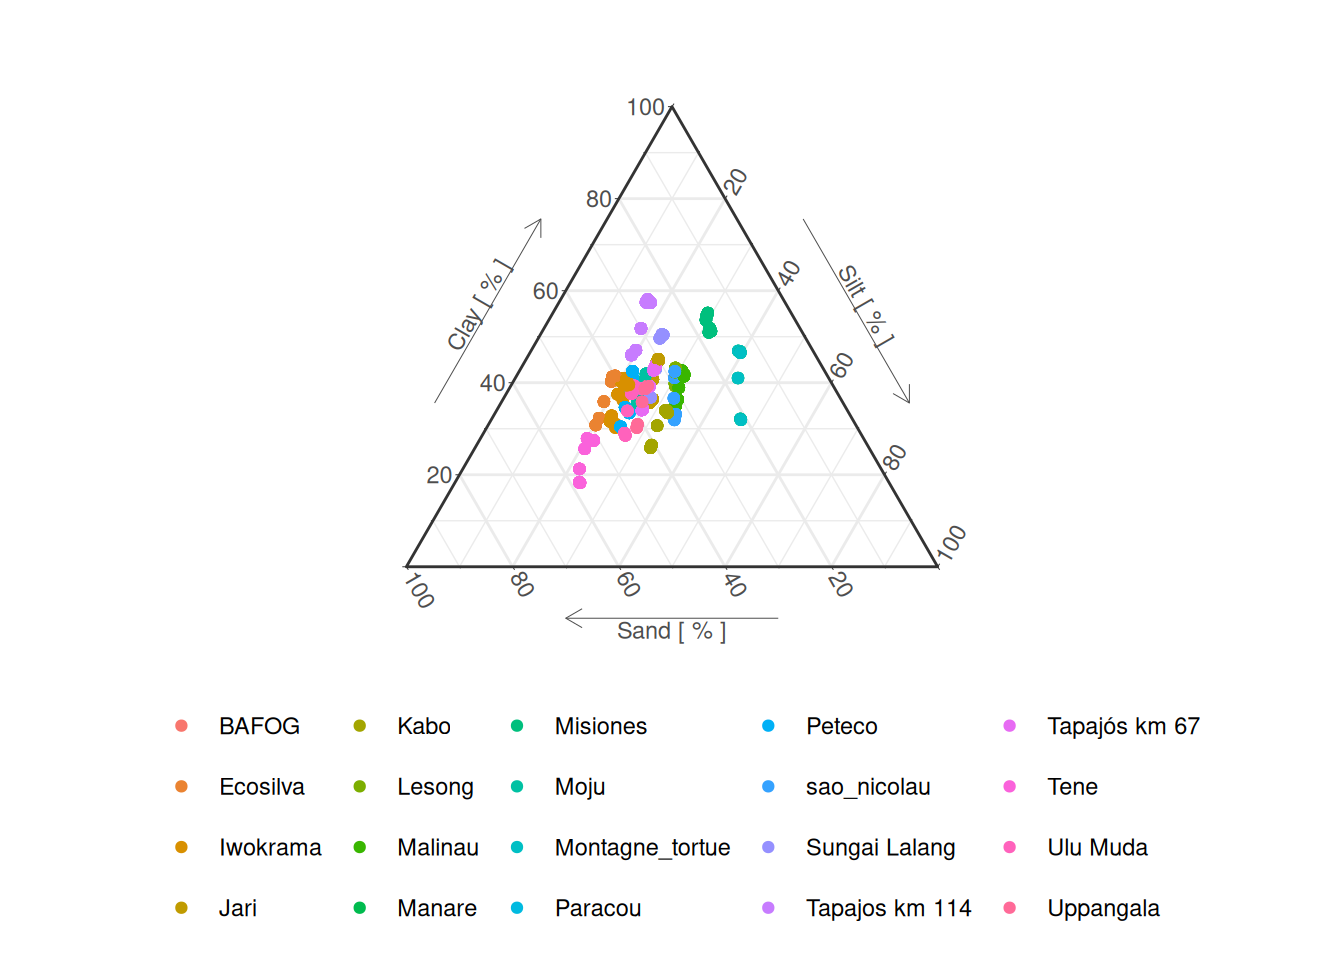 100
80
60
40
20
Clay [ % ]
20
40
60
80
100
Silt [ % ]
100
80
60
40
20
Sand [ % ]
BAFOG
Kabo
Misiones
Peteco
Tapajós km 67
Ecosilva
Lesong
Moju
sao_nicolau
Tene
Iwokrama
Malinau
Montagne_tortue
Sungai Lalang
Ulu Muda
Jari
Manare
Paracou
Tapajos km 114
Uppangala